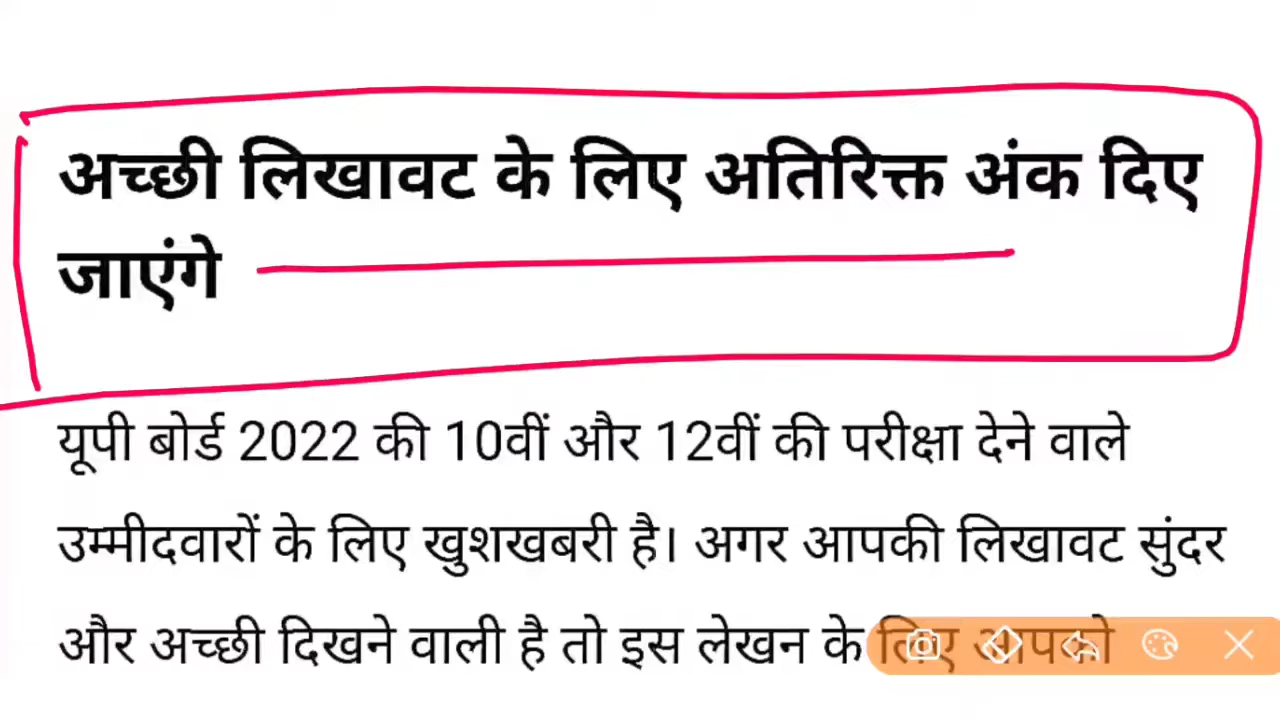 अच्छी लिखावट के लिए अतिरिक्त अंक दिए
जाएंगे
यूपी बोर्ड 2022 की 10वीं और 12वीं की परीक्षा देने वाले
उम्मीदवारों के लिए खुशखबरी है। अगर आपकी लिखावट सुंदर
और अच्छी दिखने वाली है तो इस लेखन के लिए आपको